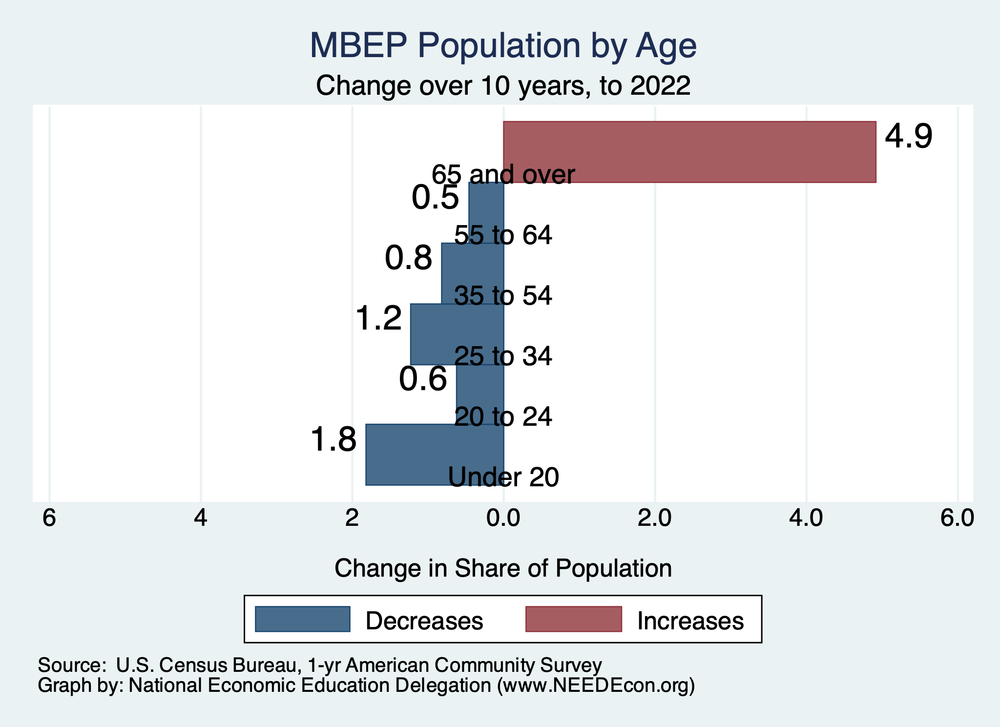 MBEP Population by Age
Change over 10 years, to 2022
4.9
65 and over
0.5
55 to 64
0.8
35 to 54
1.2
25 to 34
0.6
20 to 24
1.8
Under 20
6 4 2 0.0 2.0 4.0 6.0
Change in Share of Population
Decreases Increases
Source: U.S. Census Bureau, 1-yr American Community Survey
Graph by: National Economic Education Delegation (www.NEEDEcon.org)